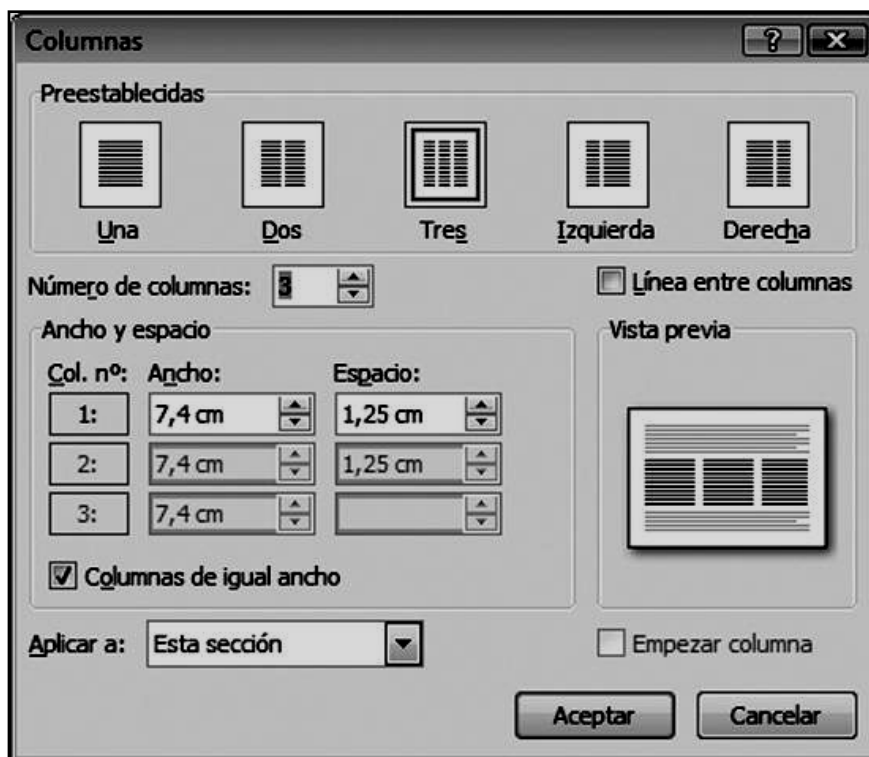 Columnas
Preestablecidas
Una Dos Tres Izquierda Derecha
Número de columnas: 3 Línea entre columnas
Ancho y espacio Vista previa
Col. nº: Ancho: Espacio:
1: 7,4 cm 1,25 cm
2: 7,4 cm 1,25 cm
3: 7,4 cm
Columnas de igual ancho
Aplicar a: Esta sección Empezar columna
Aceptar Cancelar